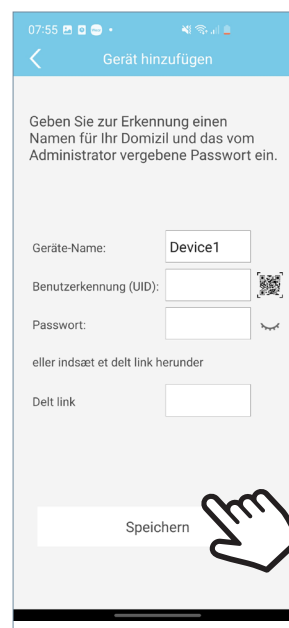 07:55
Gerät hinzufügen
Geben Sie zur Erkennung einen
Namen für Ihr Domizil und das vom
Administrator vergebene Passwort ein.
Geräte-Name: Device1
Benutzerkennung (UID):
Passwort:
eller indsæt et delt link herunder
Delt link
Speichern